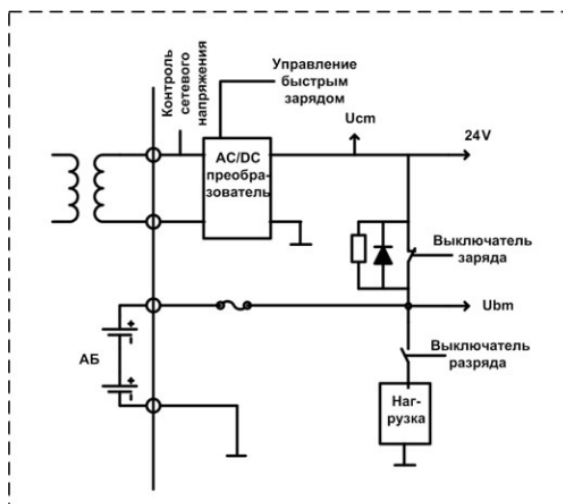 Контроль
сетевого
напряжения
Управление
быстрым
зарядом
Ucm
24V
AC/DC
преобра-
зователь
Выключатель
заряда
Ubm
+
-
+
-
АБ
Выключатель
разряда
Наг-
рузка